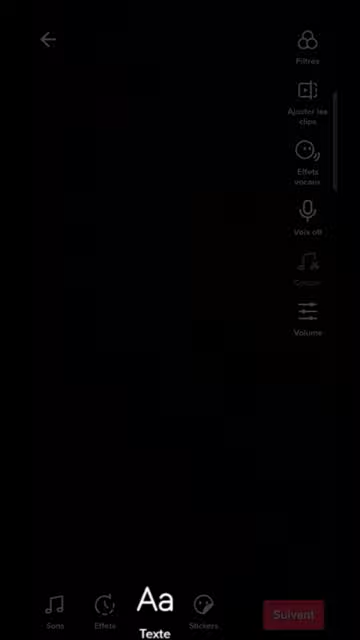 Filtres
Ajuster les
clips
Effets
vocaux
Voix off
Volume
Sons
Effets
Aa
Texte
Stickers
Suivant